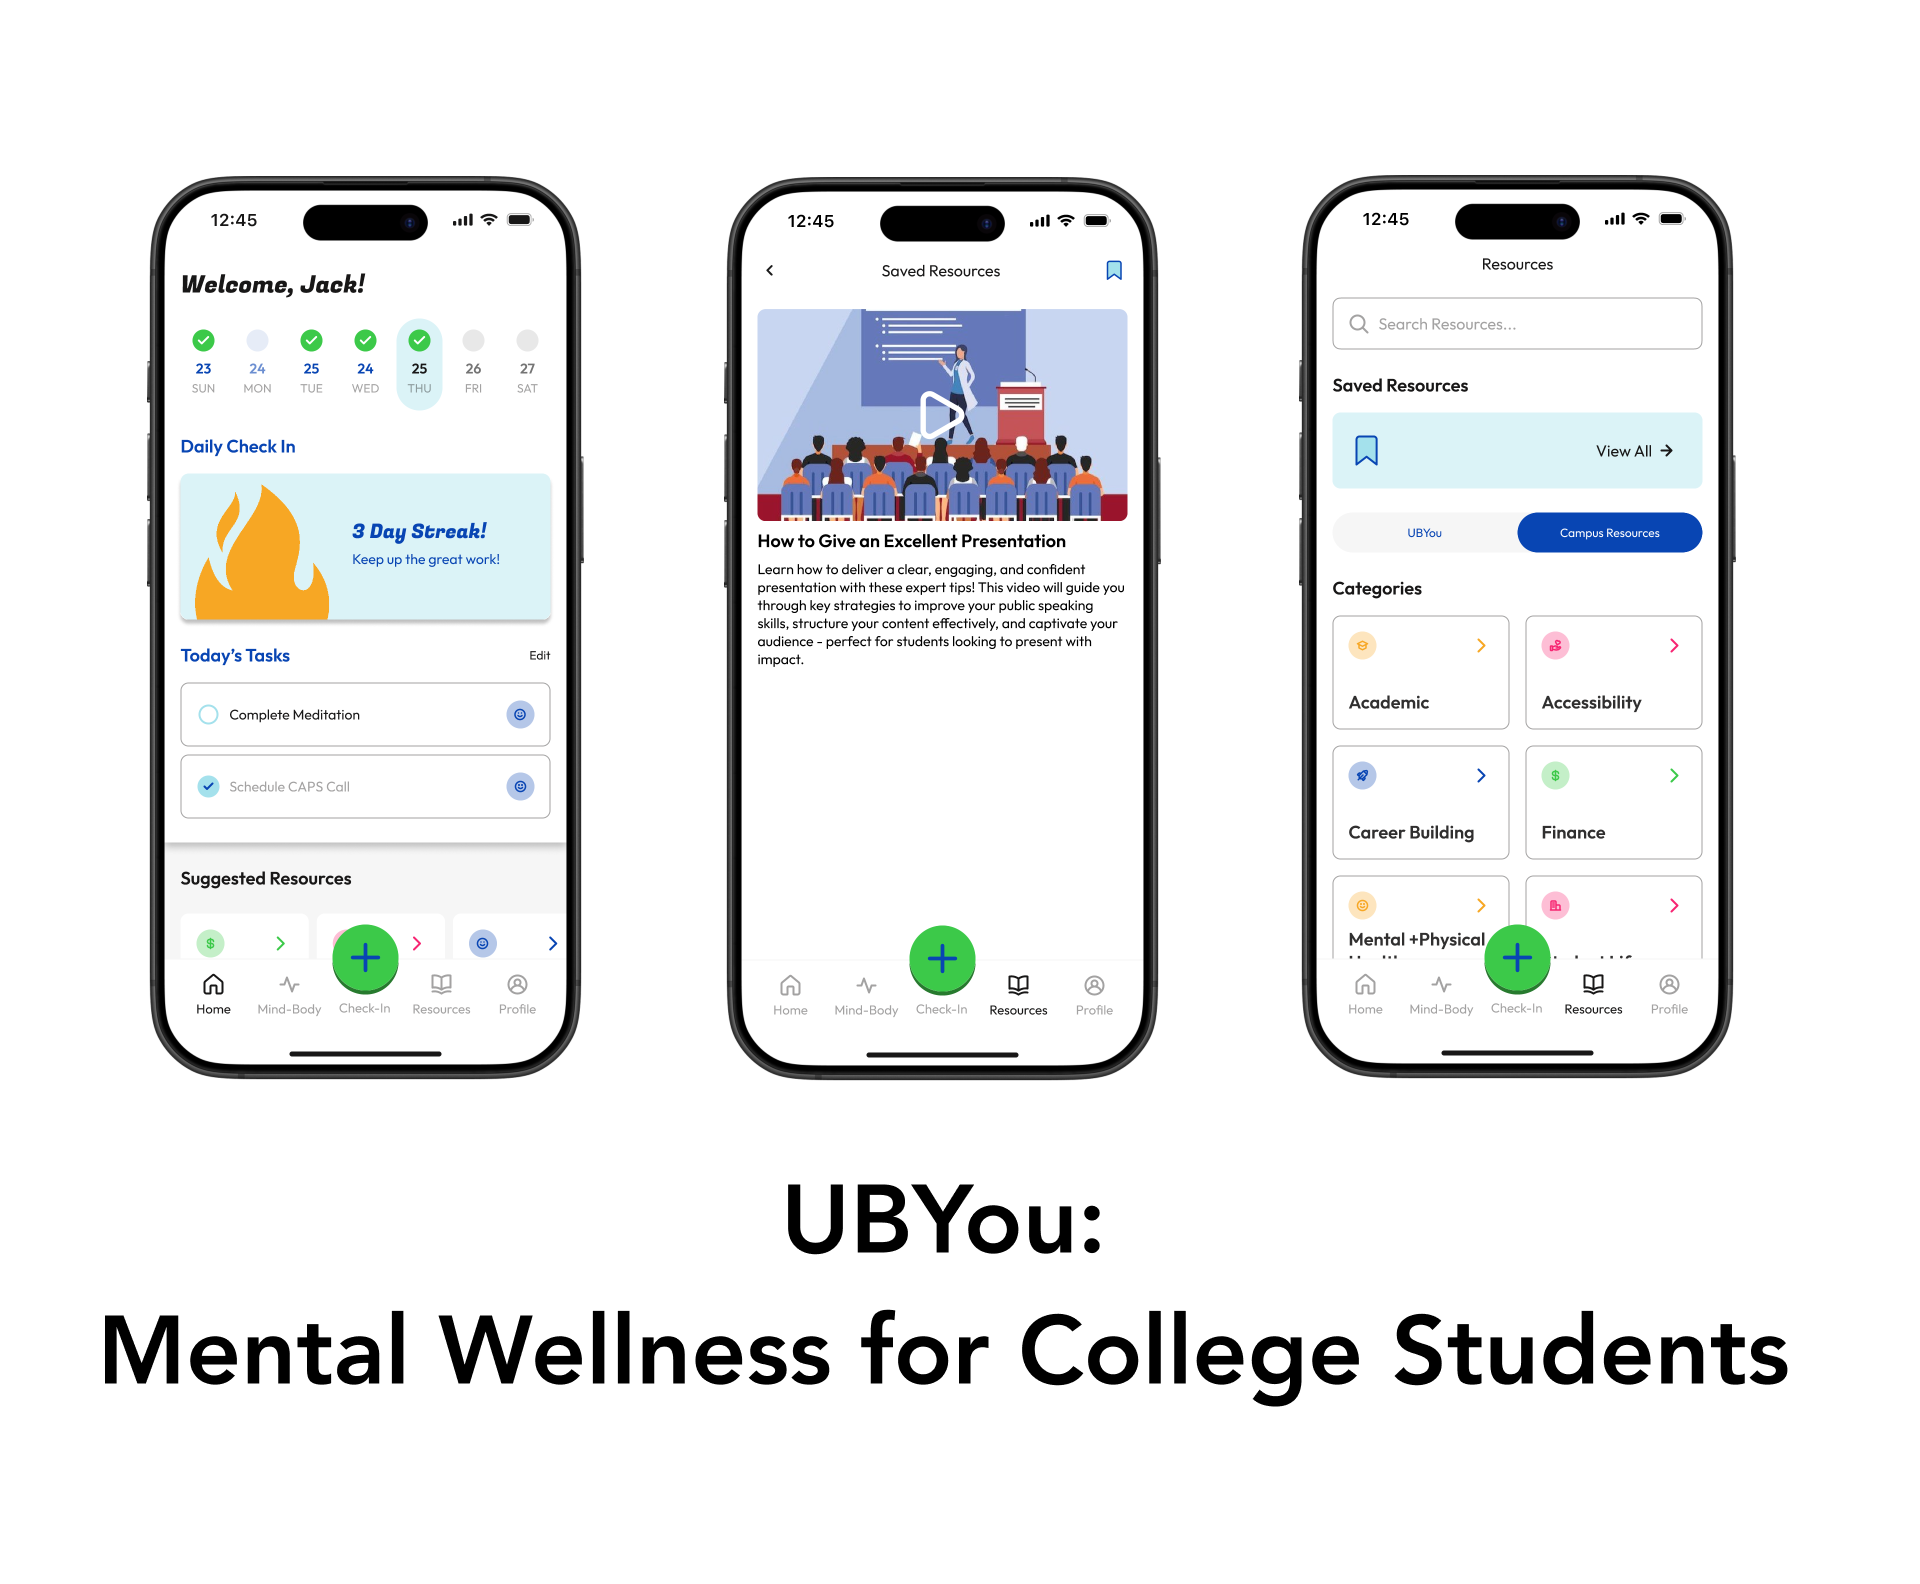 12:45
Welcome, Jack!
23 24 25 24 25 26 27
SUN MON TUE WED THU FRI SAT
Daily Check In
3 Day Streak!
Keep up the great work!
Today's Tasks Edit
Complete Meditation
Schedule CAPS Call
Suggested Resources
$
Home Mind-Body Check-In Resources Profile
12:45
Saved Resources
How to Give an Excellent Presentation
Learn how to deliver a clear, engaging, and confident
presentation with these expert tips! This video will guide you
through key strategies to improve your public speaking
skills, structure your content effectively, and captivate your
audience - perfect for students looking to present with
impact.
Home Mind-Body Check-In Resources Profile
12:45
Resources
Search Resources...
Saved Resources
View All
UBYou Campus Resources
Categories
Academic Accessibility
$
Career Building Finance
Mental +Physical
Home Mind-Body Check-In Resources Profile
UBYou:
Mental Wellness for College Students